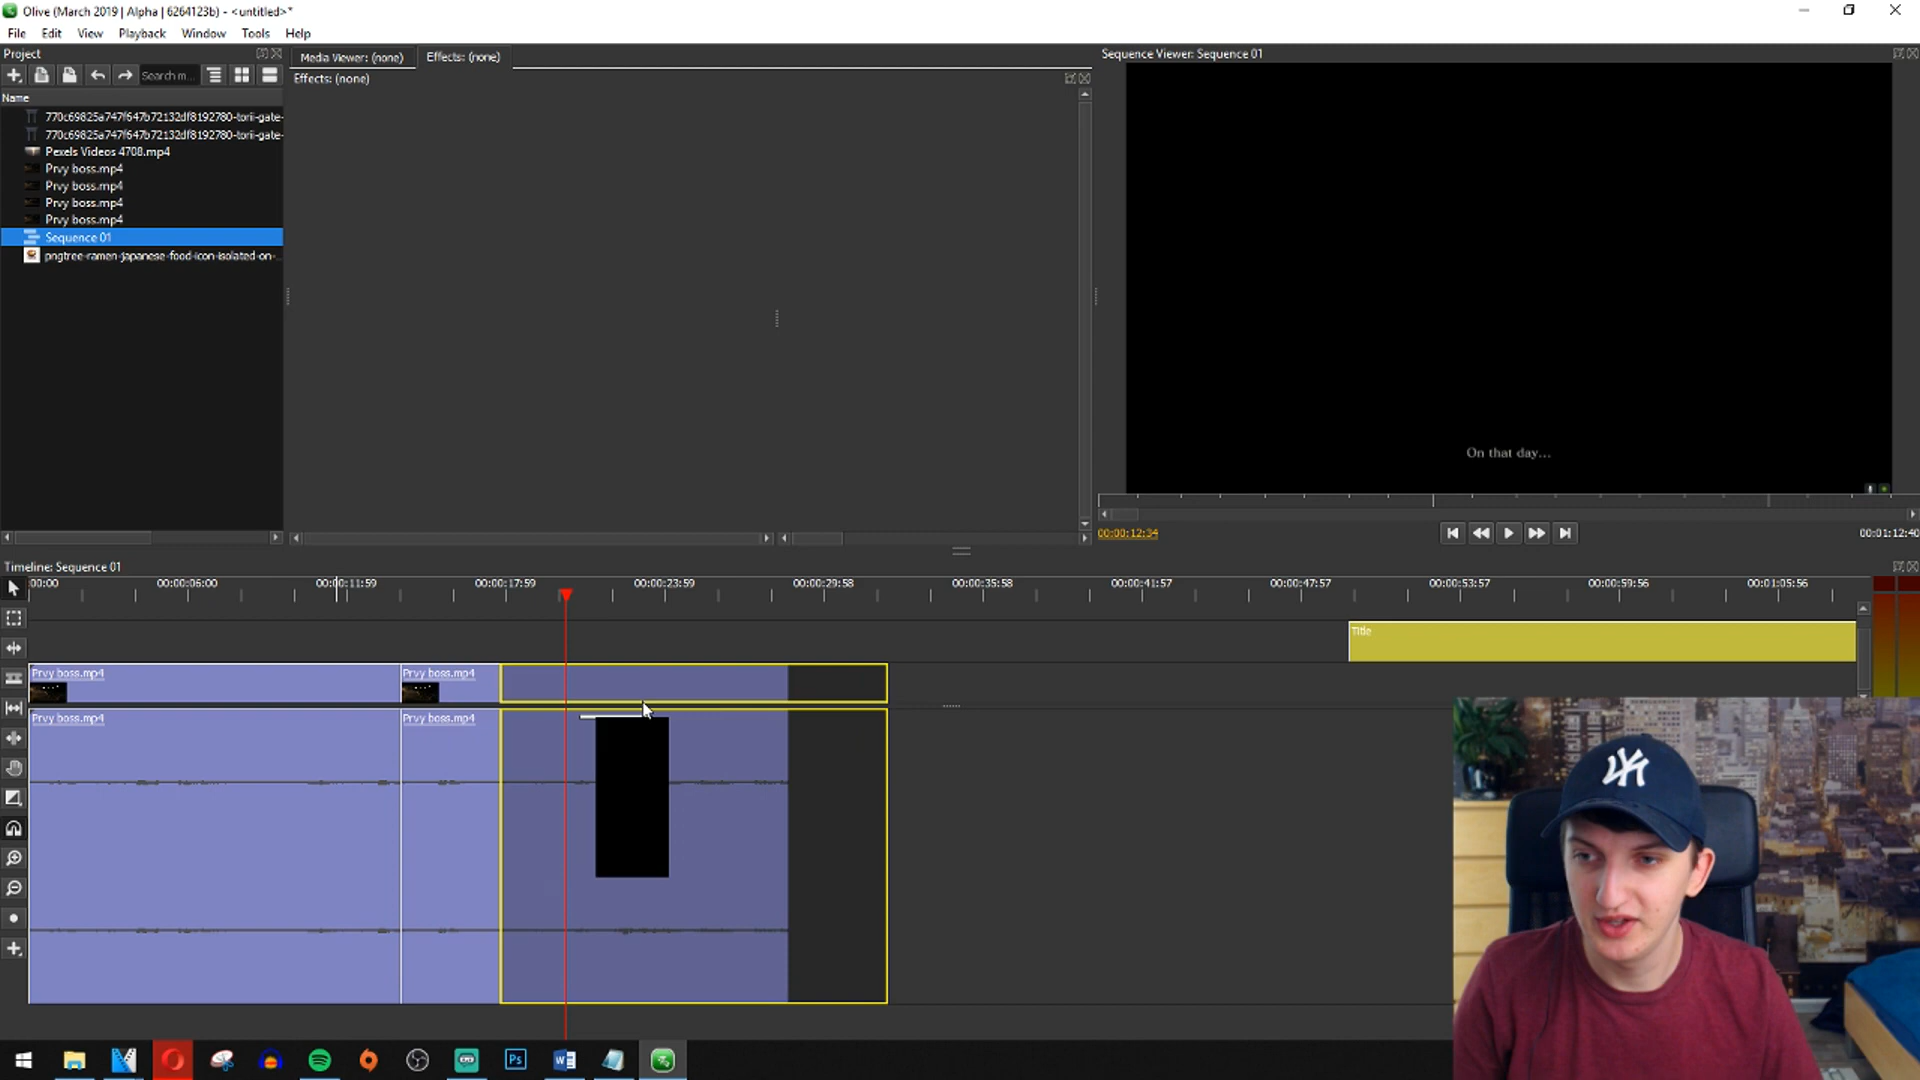 Olive (March 2019 | Alpha | 6264123b) - <untitled>*
File Edit View Playback Window Tools Help
Project
Media Viewer: (none)
Effects: (none)
Sequence Viewer: Sequence 01
Search m...
Effects: (none)
Name
770c69825a747f647b72132df8192780-torii-gate-
770c69825a747f647b72132df8192780-torii-gate-
Pexels Videos 4708.mp4
Prvy boss.mp4
Prvy boss.mp4
Prvy boss.mp4
Prvy boss.mp4
Sequence 01
pngtree-ramen-japanese-food-icon-isolated-on-...
On that day...
00:00:12:34
00:01:12:40
Timeline: Sequence 01
00:00 00:00:06:00 00:00:11:59 00:00:17:59 00:00:23:59 00:00:29:58 00:00:35:58 00:00:41:57 00:00:47:57 00:00:53:57 00:00:59:56 00:01:05:56
Title
Prvy boss.mp4 Prvy boss.mp4
Prvy boss.mp4 Prvy boss.mp4
Ps
W
NY